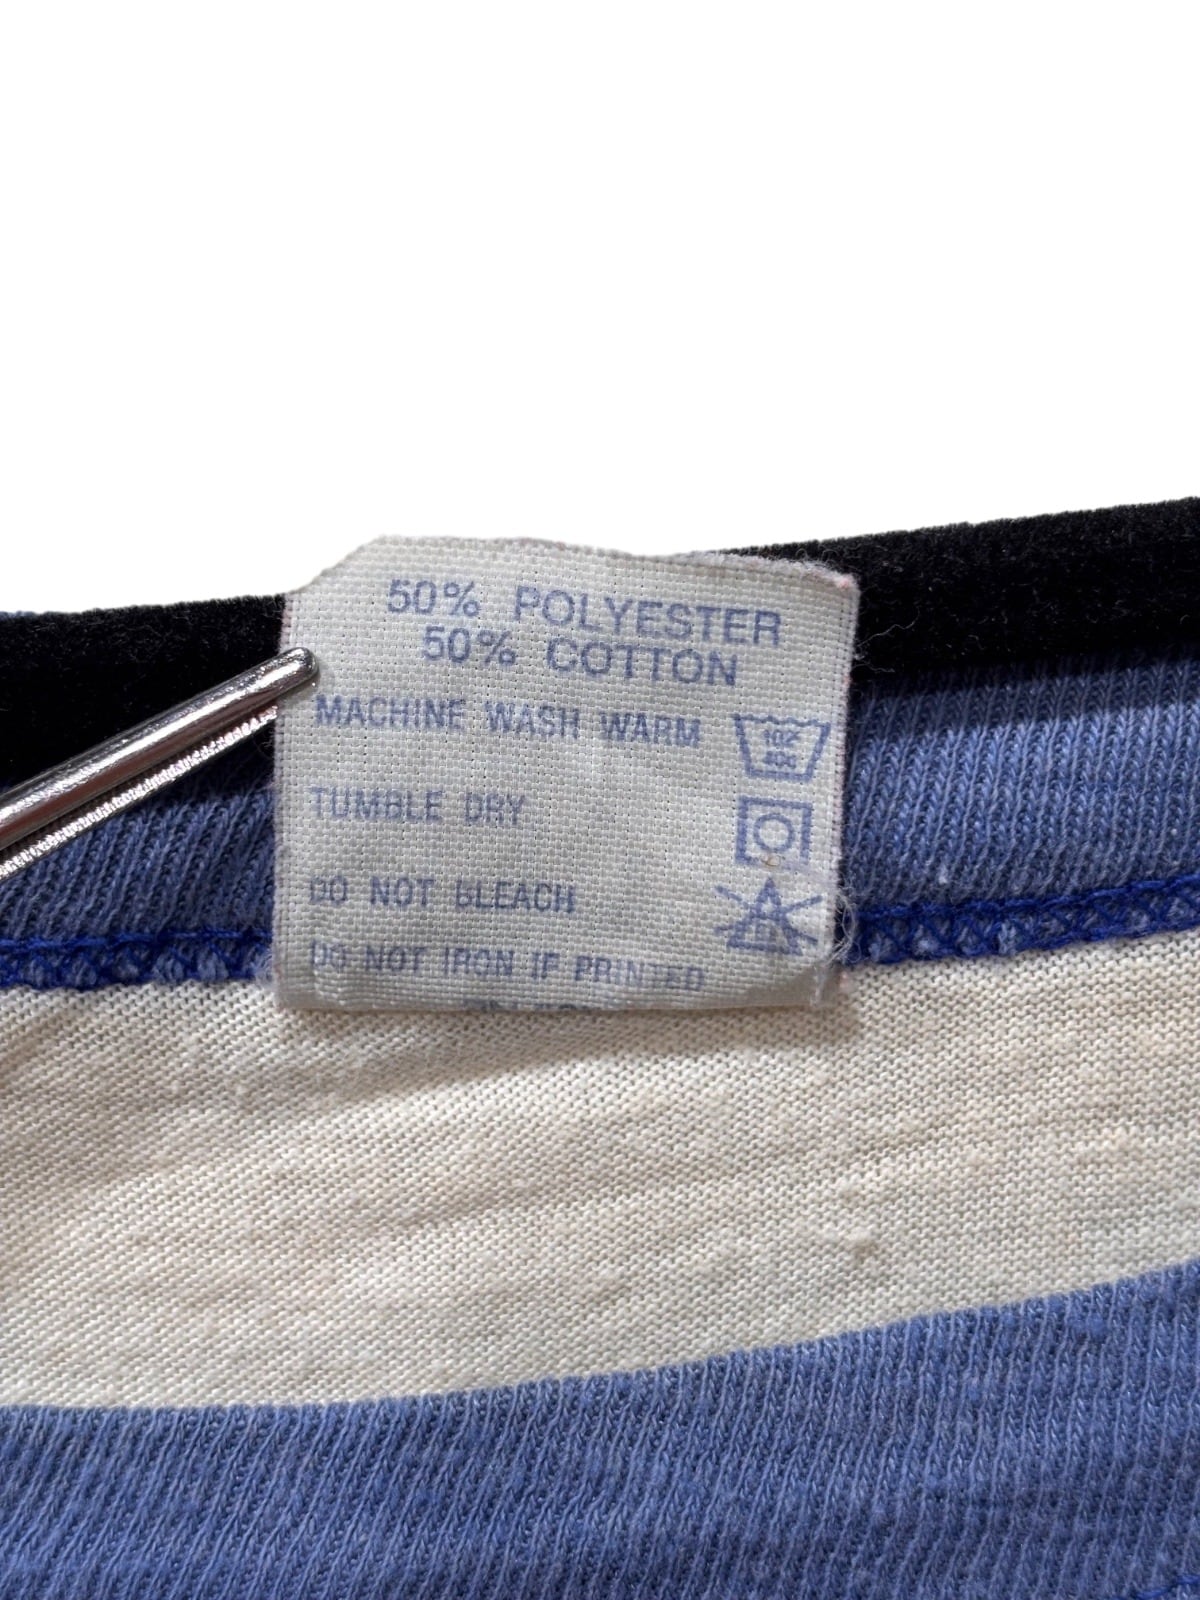 50% POLYESTER
50% COTTON
MACHINE WASH WARM
TUMBLE DRY
DO NOT BLEACH
DO NOT IRON IF PRINTED